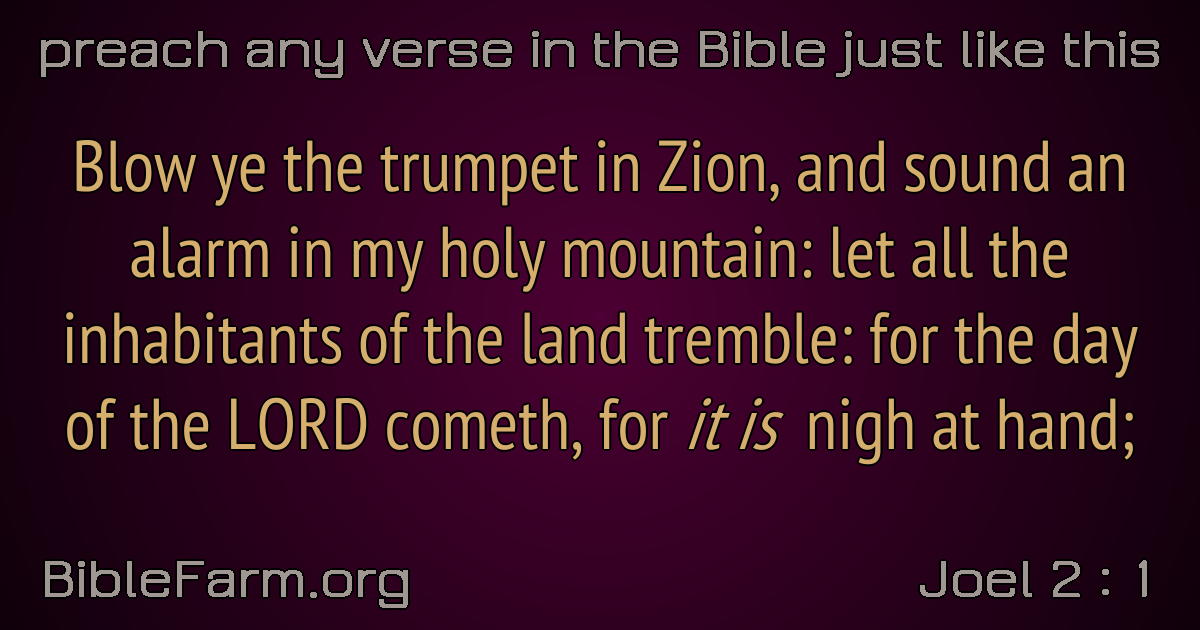 preach any verse in the Bible just like this
Blow ye the trumpet in Zion, and sound an
alarm in my holy mountain: let all the
inhabitants of the land tremble: for the day
of the LORD cometh, for it is nigh at hand;
BibleFarm.org
Joel 2 : 1